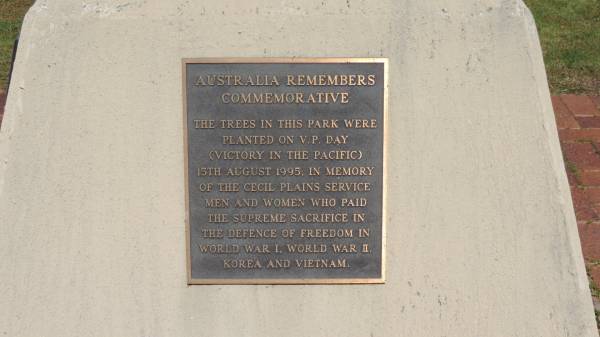 AUSTRALIA REMEMBERS
COMMEMORATIVE
THE TREES IN THIS PARK WERE
PLANTED ON V.P. DAY
(VICTORY IN THE PACIFIC)
15TH AUGUST 1995, IN MEMORY
OF THE CECIL PLAINS SERVICE
MEN AND WOMEN WHO PAID
THE SUPREME SACRIFICE IN
THE DEFENCE OF FREEDOM IN
WORLD WAR I, WORLD WAR II,
KOREA AND VIETNAM.